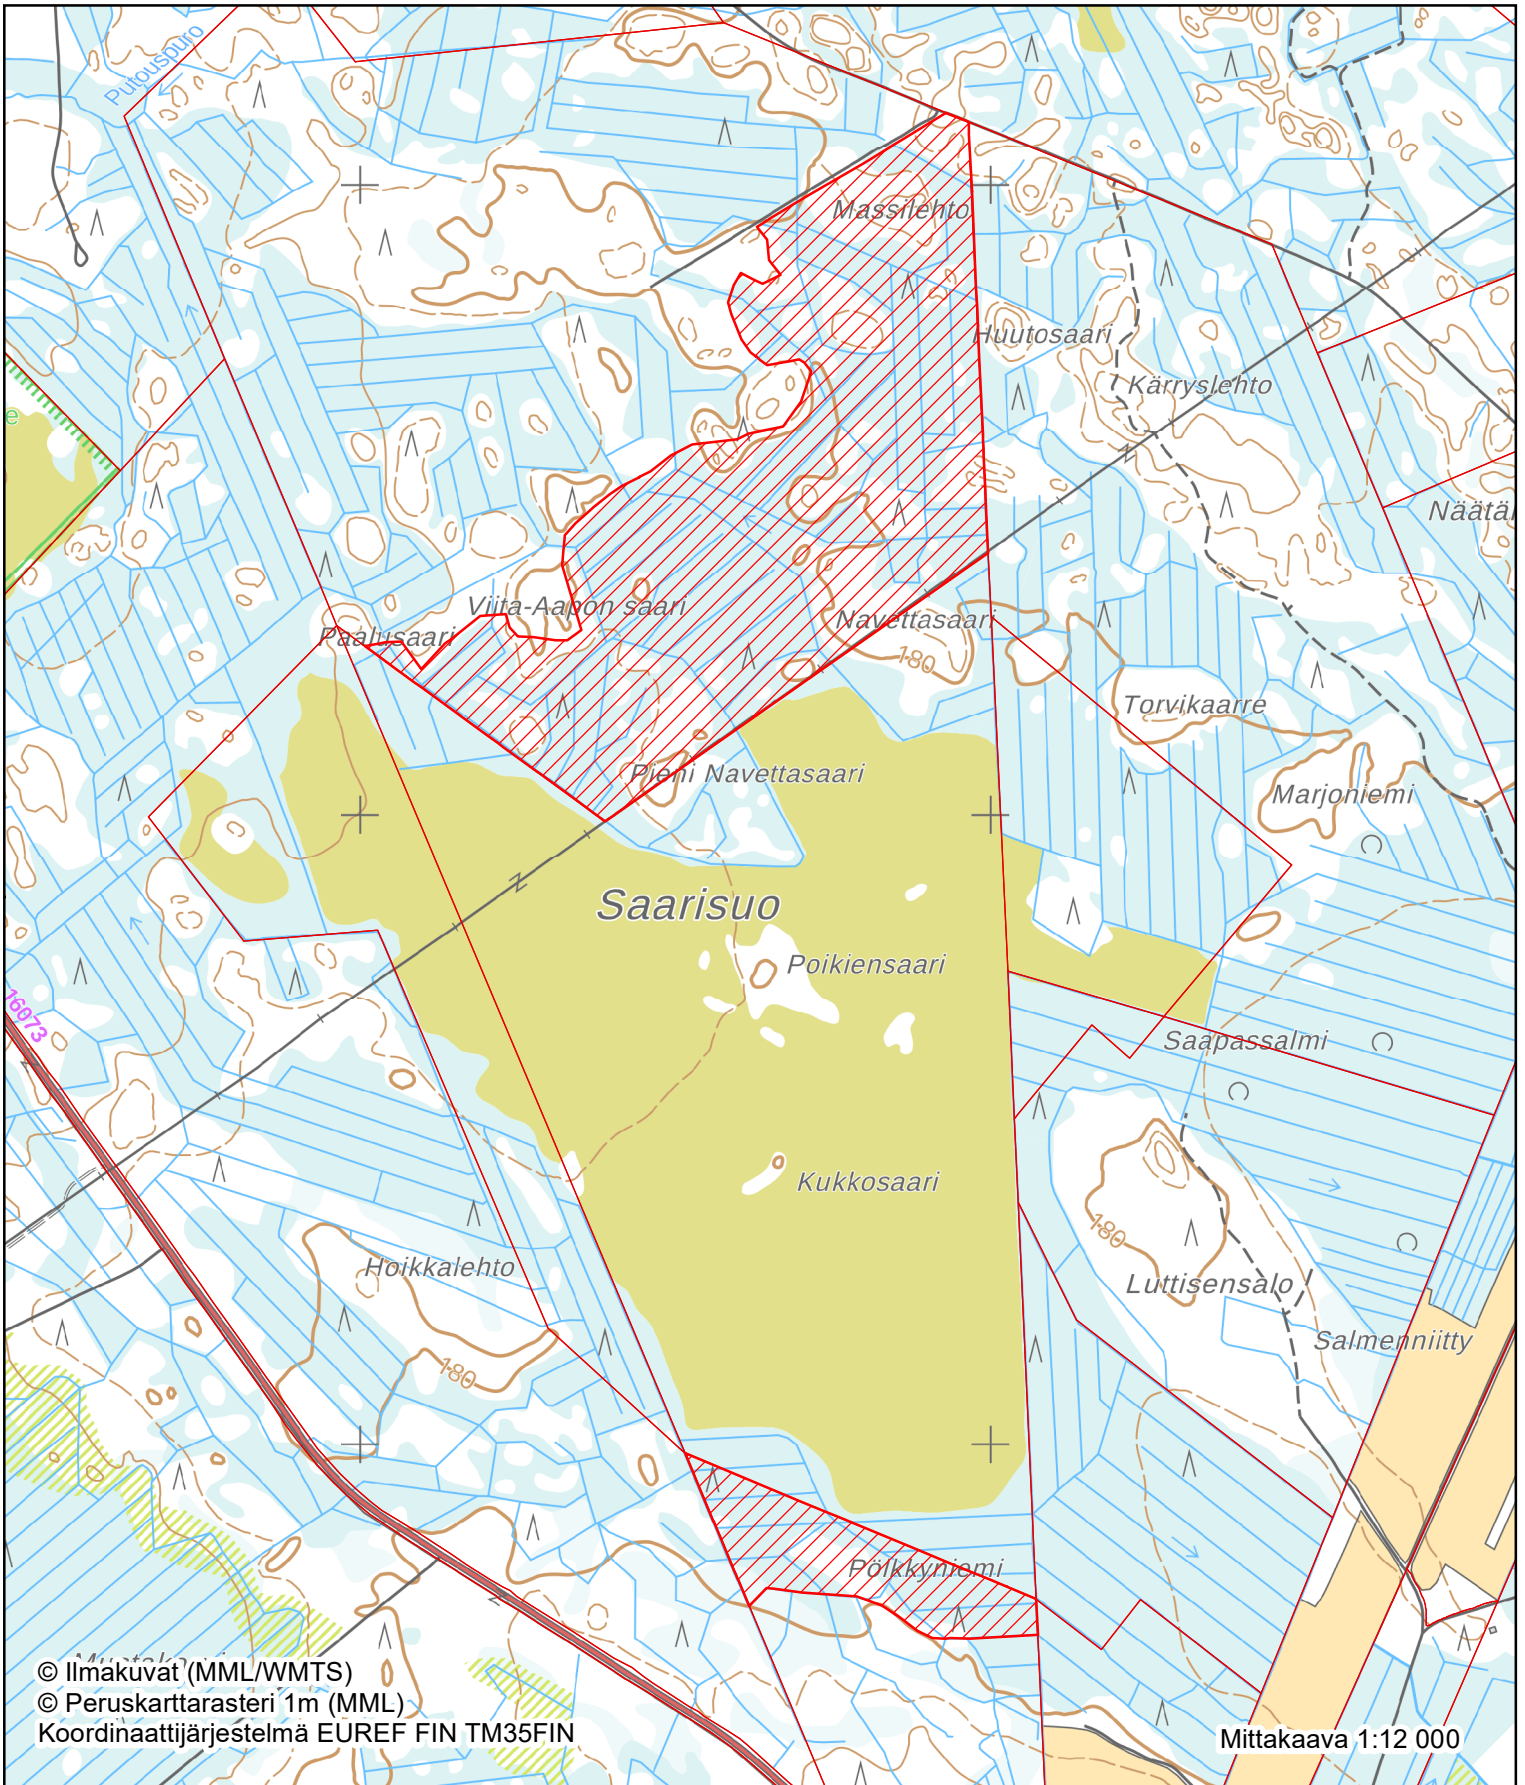 Putouspuro
Massilehto
Huutosaari
Kärryslehto
e
Näätä
Viita-Aapon saari
Paalusaari
Navettasaari
180
Torvikaarre
Pieni Navettasaari
Marjoniemi
Saarisuo
Poikiensaari
16073
Saapassalmi
Kukkosaari
180
Hoikkalehto
Luttisensalo
Salmenniitty
180
Pölkkyniemi
© Ilmakuvat (MML/WMTS)
© Peruskarttarasteri 1m (MML)
Koordinaattijärjestelmä EUREF FIN TM35FIN
Mittakaava 1:12 000